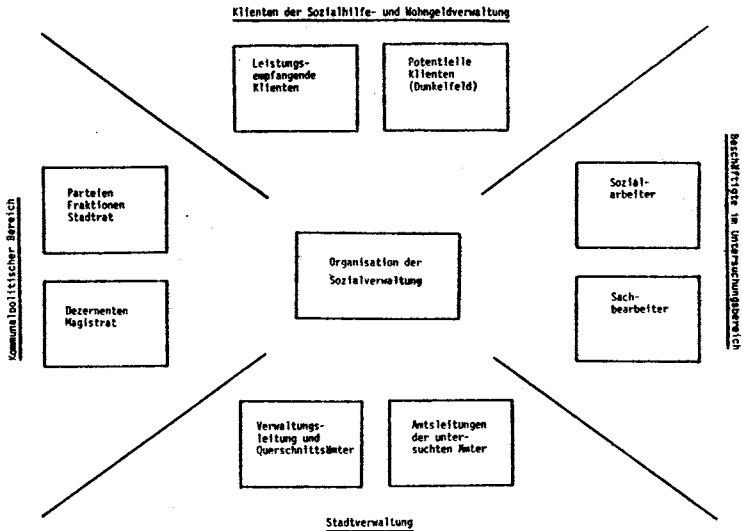 Klienten der Sozialhilfe- und Wohngeldverwaltung
Leistungs-
empfangende
Klienten
Potentielle
Klienten
(Dunkelfeld)
Kommunalpolitischer Bereich
Parteien
Fraktionen
Stadtrat
Dezernenten
Magistrat
Organisation der
Sozialverwaltung
Sozial-
arbeiter
Sach-
bearbeiter
Beschäftigte im Untersuchungsbereich
Verwaltungs-
leitung und
Querschnittsämter
Amtsleitungen
der unter-
suchten Ämter
Stadtverwaltung